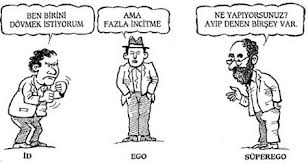 BEN BİRİNİ
DÖVMEK İSTİYORUM
AMA
FAZLA İNCİTME
NE YAPIYORSUNUZ?
AYIP DENEN BİRŞEY VAR.
İD
EGO
SÜPEREGO